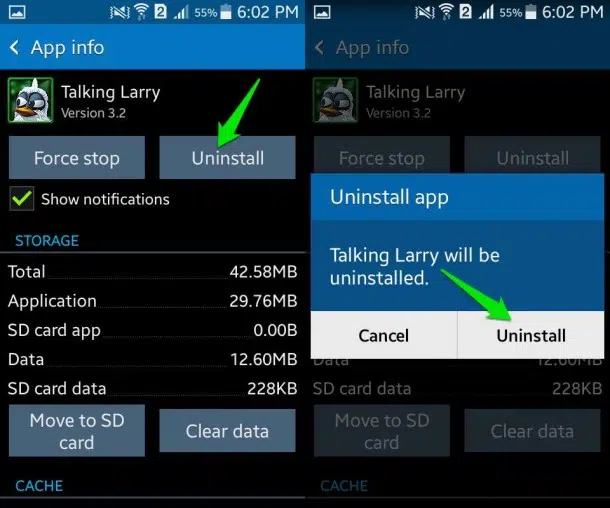 2 55% 6:02 PM
< App info
Talking Larry
Version 3.2
Force stop Uninstall
Show notifications
STORAGE
Total 42.58MB
Application 29.76MB
SD card app 0.00B
Data 12.60MB
SD card data 228KB
Move to SD
card
Clear data
CACHE
2 55% 6:02 PM
< App info
Talking Larry
Version 3.2
Force stop Uninstall
Uninstall app
Talking Larry will be
uninstalled.
Cancel Uninstall
Data 12.60MB
SD card data 228KB
Move to SD
card
Clear data
CACHE